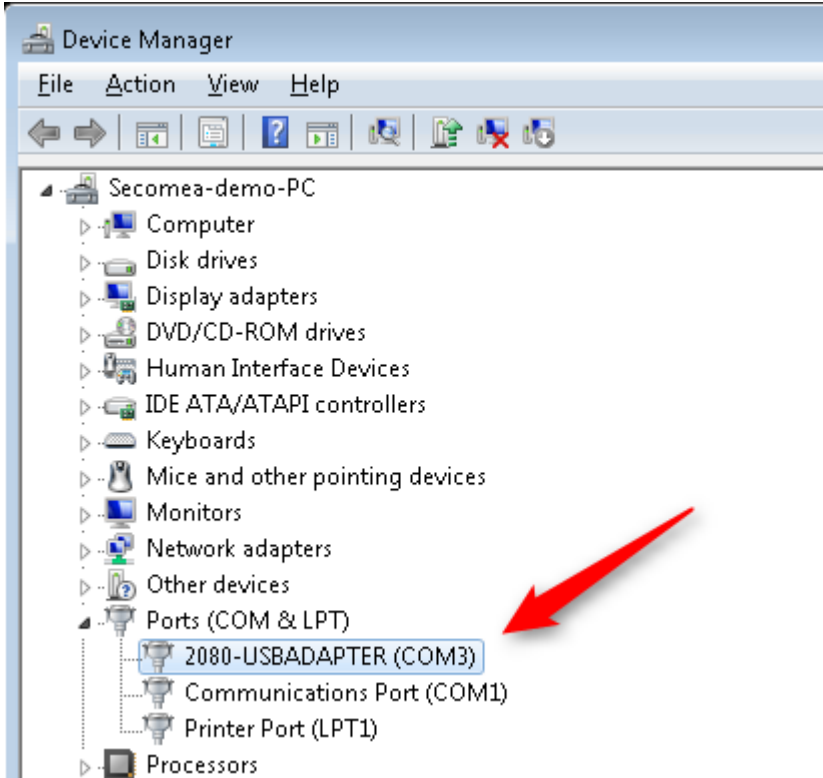 Device Manager
File Action View Help
Secomea-demo-PC
Computer
Disk drives
Display adapters
DVD/CD-ROM drives
Human Interface Devices
IDE ATA/ATAPI controllers
Keyboards
Mice and other pointing devices
Monitors
Network adapters
Other devices
Ports (COM & LPT)
2080-USBADAPTER (COM3)
Communications Port (COM1)
Printer Port (LPT1)
Processors